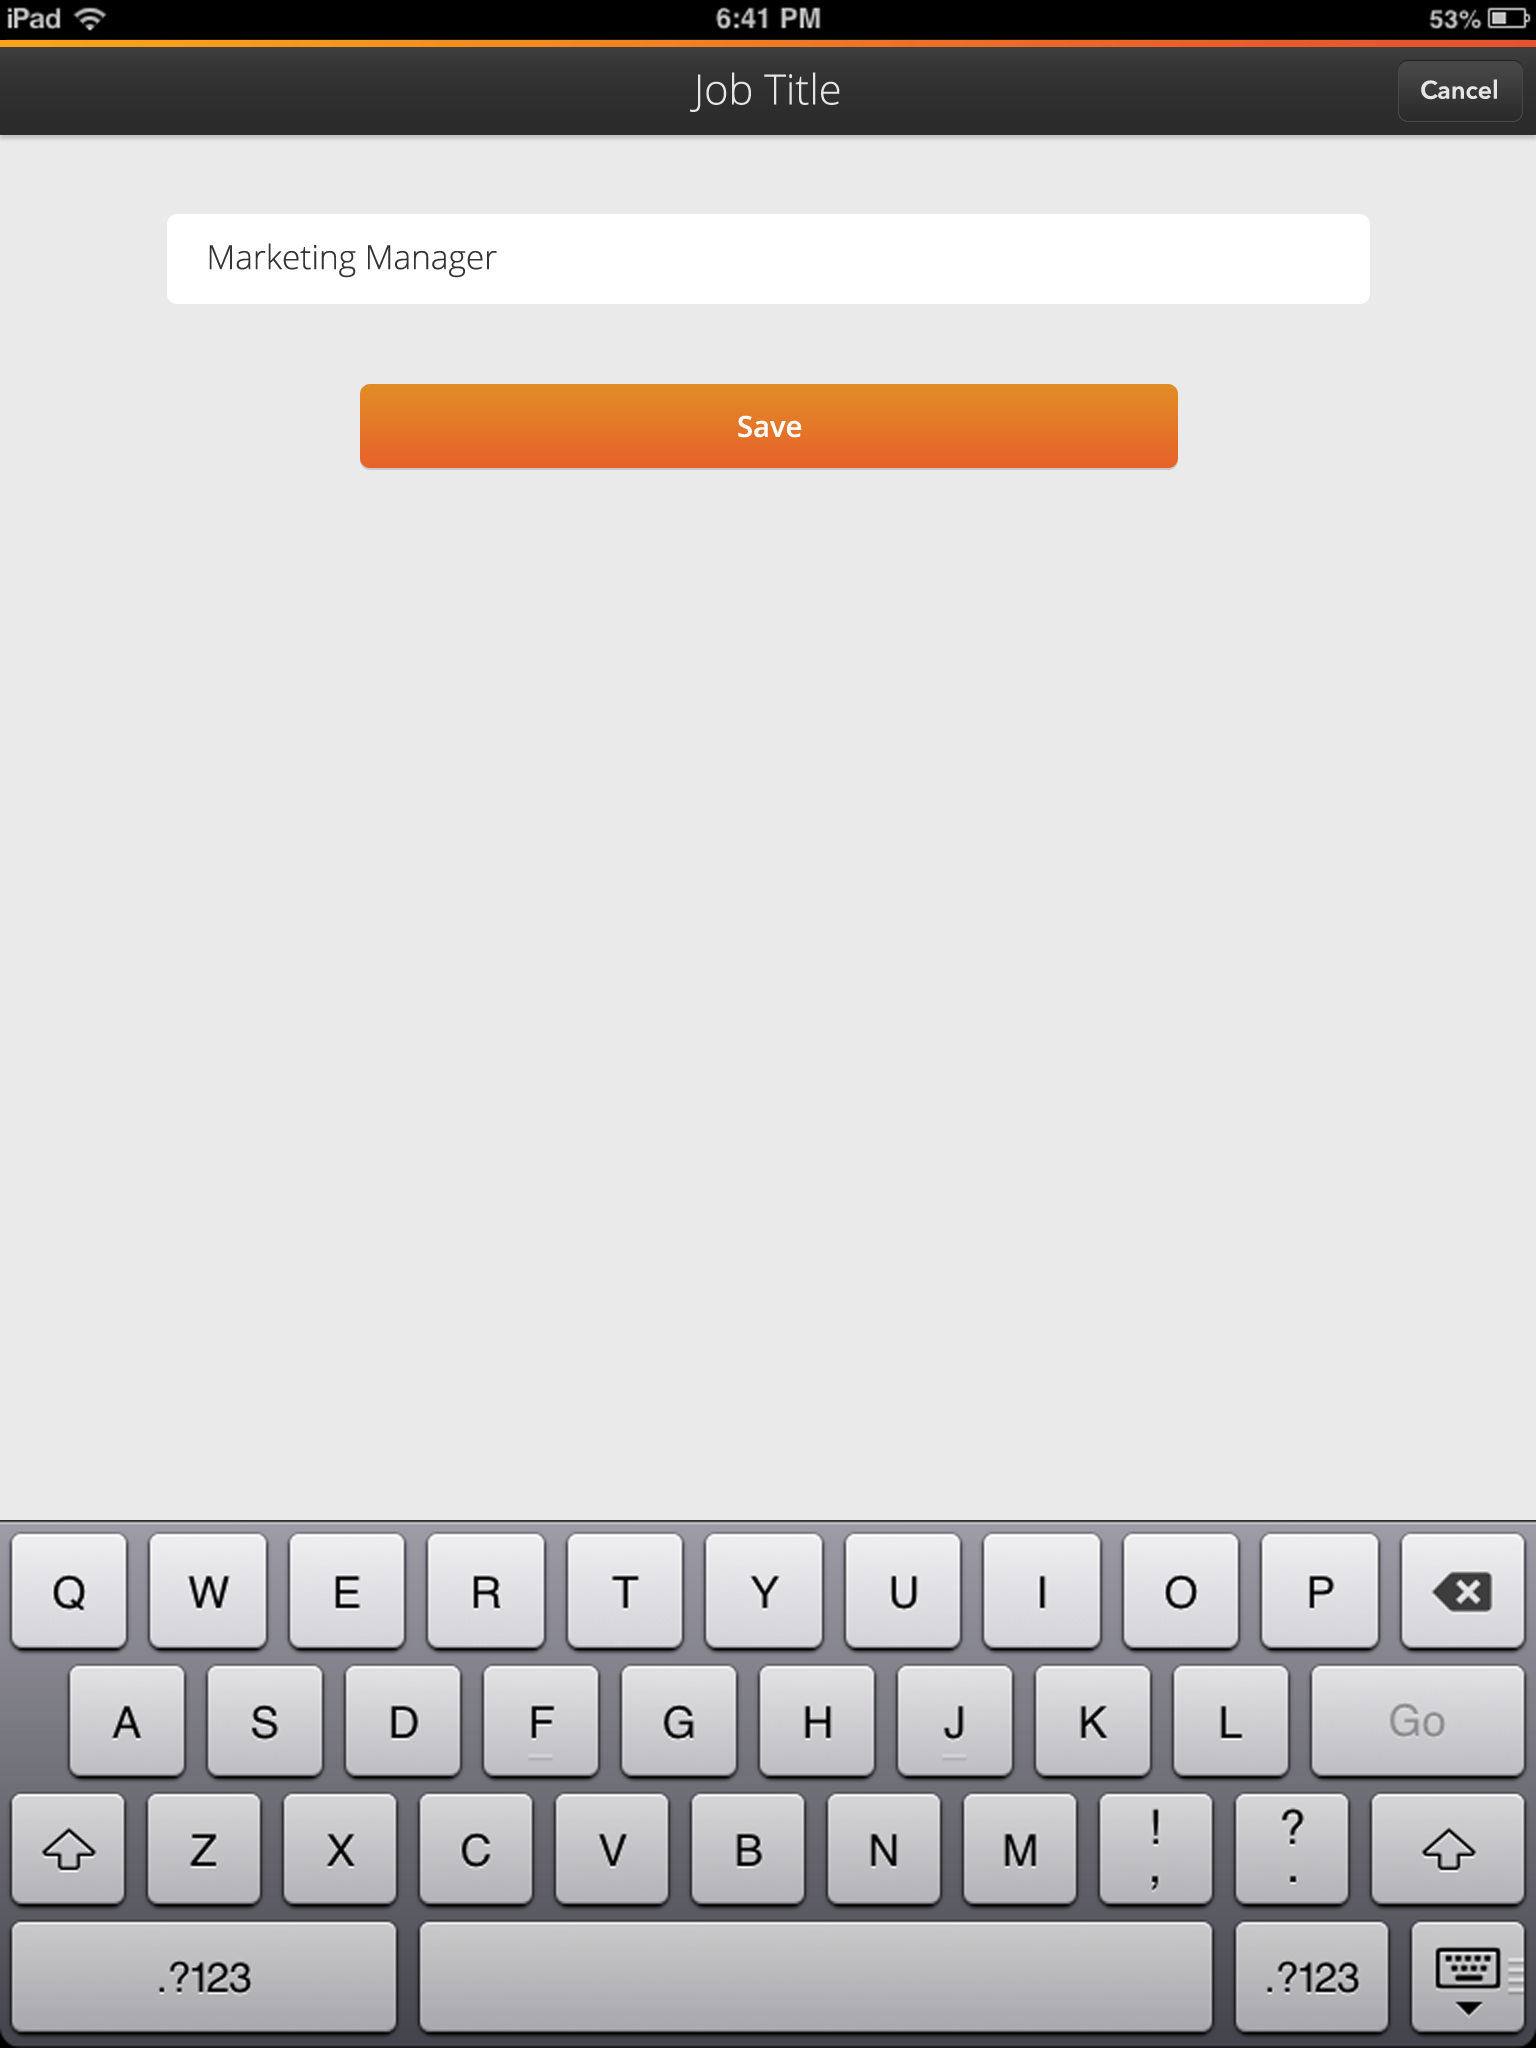 iPad 6:41 PM 53%
Job Title Cancel
Marketing Manager
Save
Q W E R T Y U I O P
A S D F G H J K L Go
Z X C V B N M ! , ? .
.?123 .?123